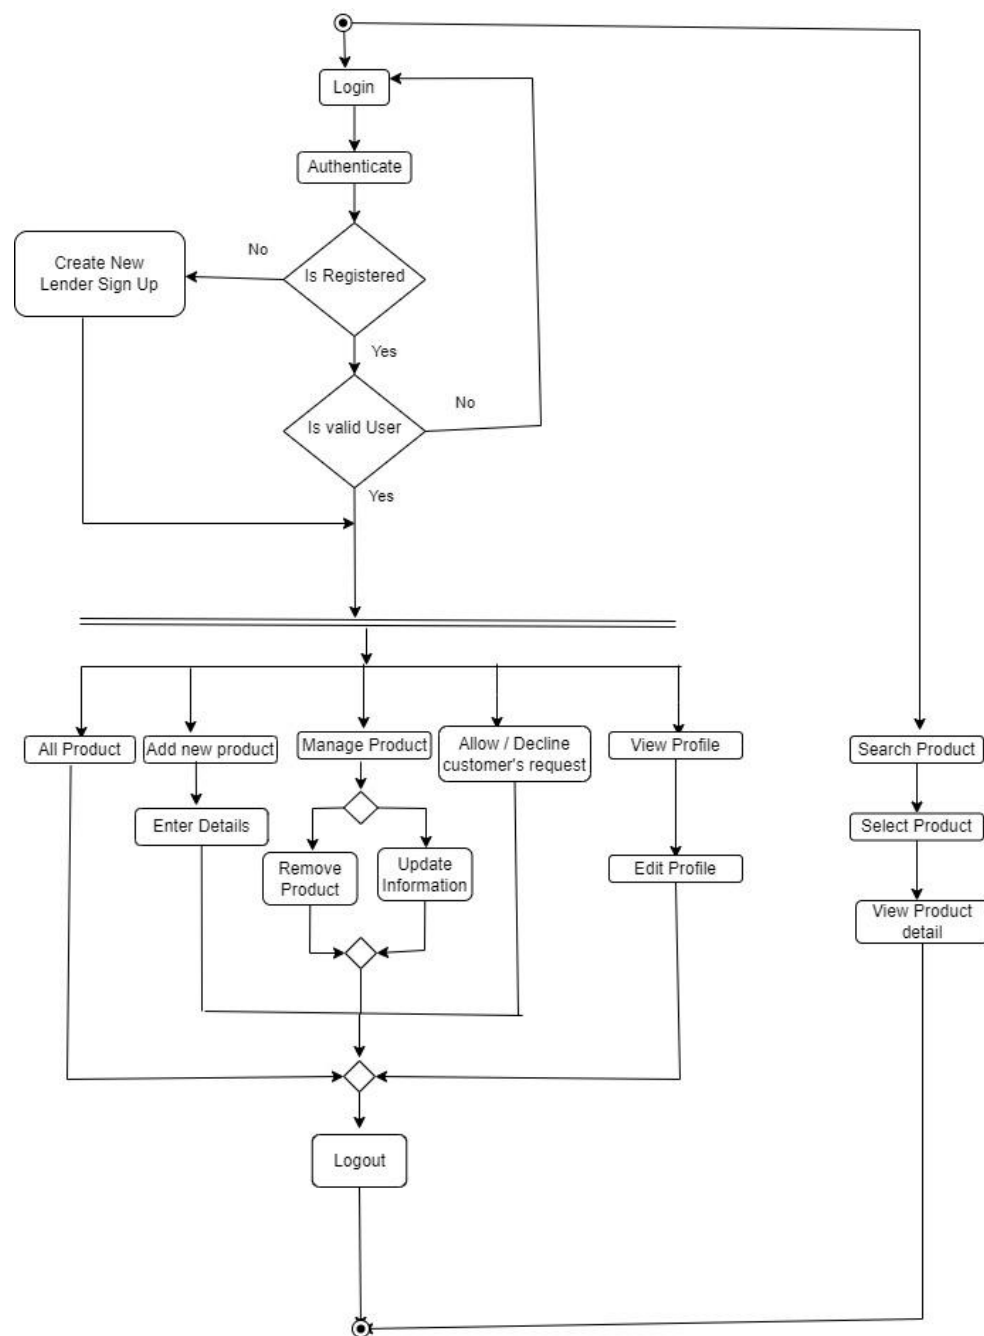 Login
Authenticate
No
Create New
Lender Sign Up
Is Registered
Yes
No
Is valid User
Yes
All Product
Add new product
Manage Product
Allow / Decline
customer's request
View Profile
Search Product
Enter Details
Select Product
Remove
Product
Update
Information
Edit Profile
View Product
detail
Logout